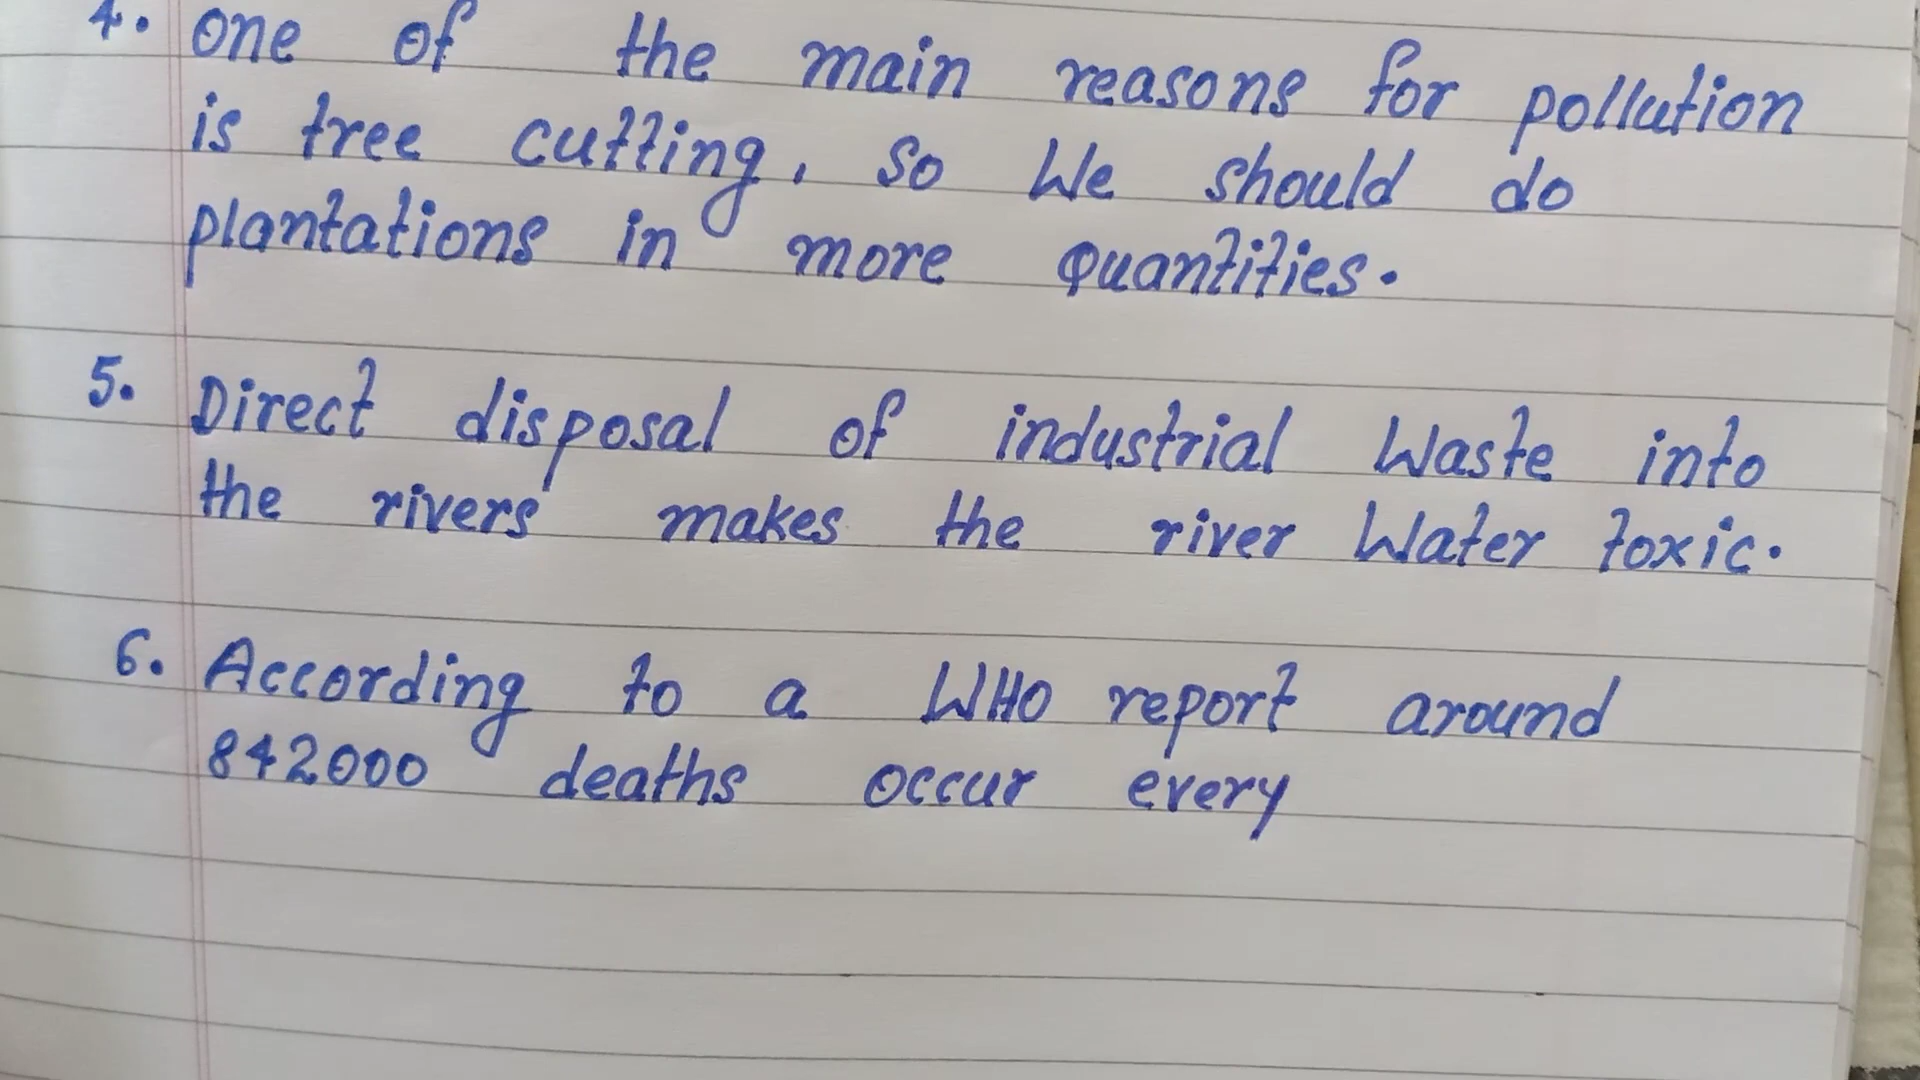 4. one of the main reasons for pollution
is tree cutting, so We should do
plantations in more Quantities.
5. Direct disposal of industrial Waste into
the rivers makes the river Water toxic.
6. According to a WHO report around
842000 deaths occur every